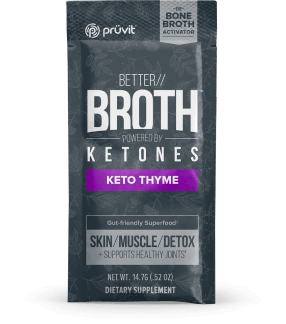 prüvit
THE
BONE
BROTH
ACTIVATOR
BETTER//
BROTH™
POWERED BY
KETONES
KETO THYME
Gut-friendly Superfood*
SKIN/MUSCLE/DETOX
+ SUPPORTS HEALTHY JOINTS*
NET WT. 14.7G (.52 OZ)
DIETARY SUPPLEMENT